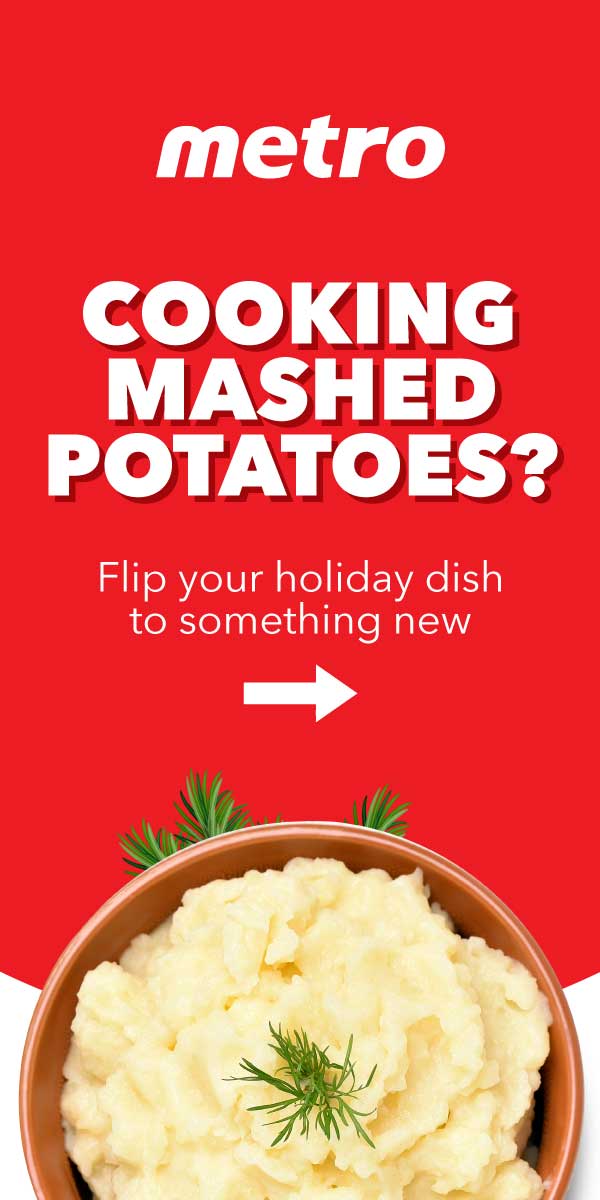 metro
COOKING
MASHED
POTATOES?
Flip your holiday dish
to something new